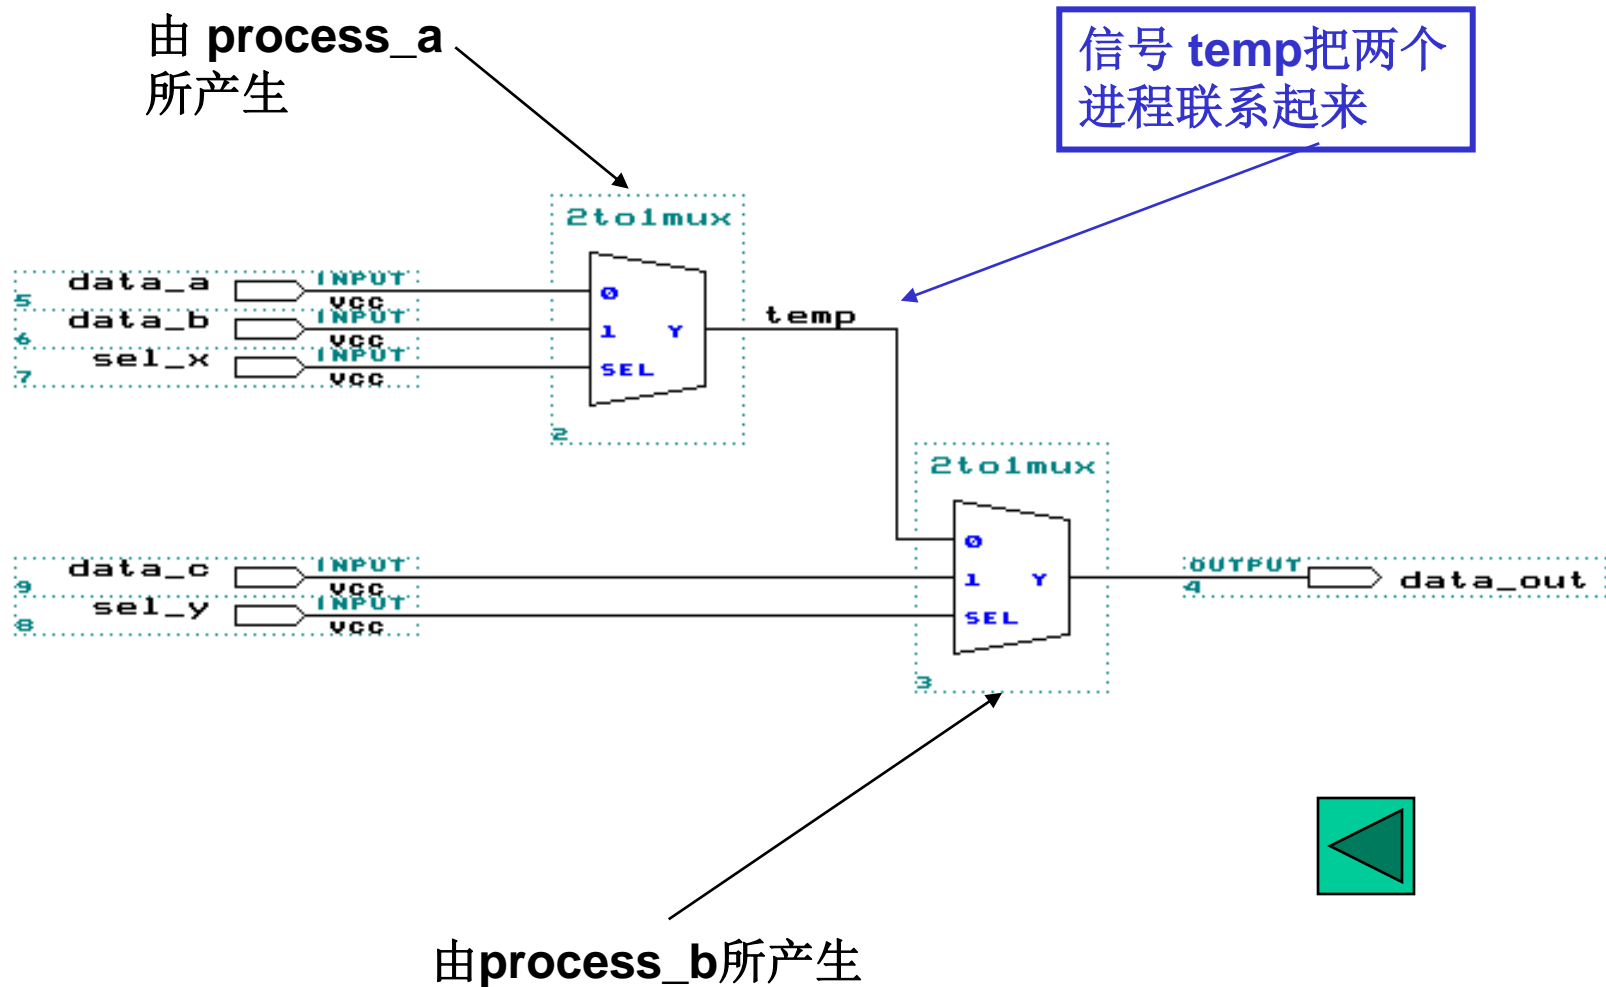 由 process_a
所产生
信号 temp把两个
进程联系起来
2to1mux
data_a INPUT
5 VCC
data_b INPUT
6 VCC
sel_x INPUT
7 VCC
0
1 Y
SEL
2
temp
2to1mux
0
1 Y
SEL
3
data_c INPUT
9 VCC
sel_y INPUT
8 VCC
OUTPUT
4
data_out
由process_b所产生